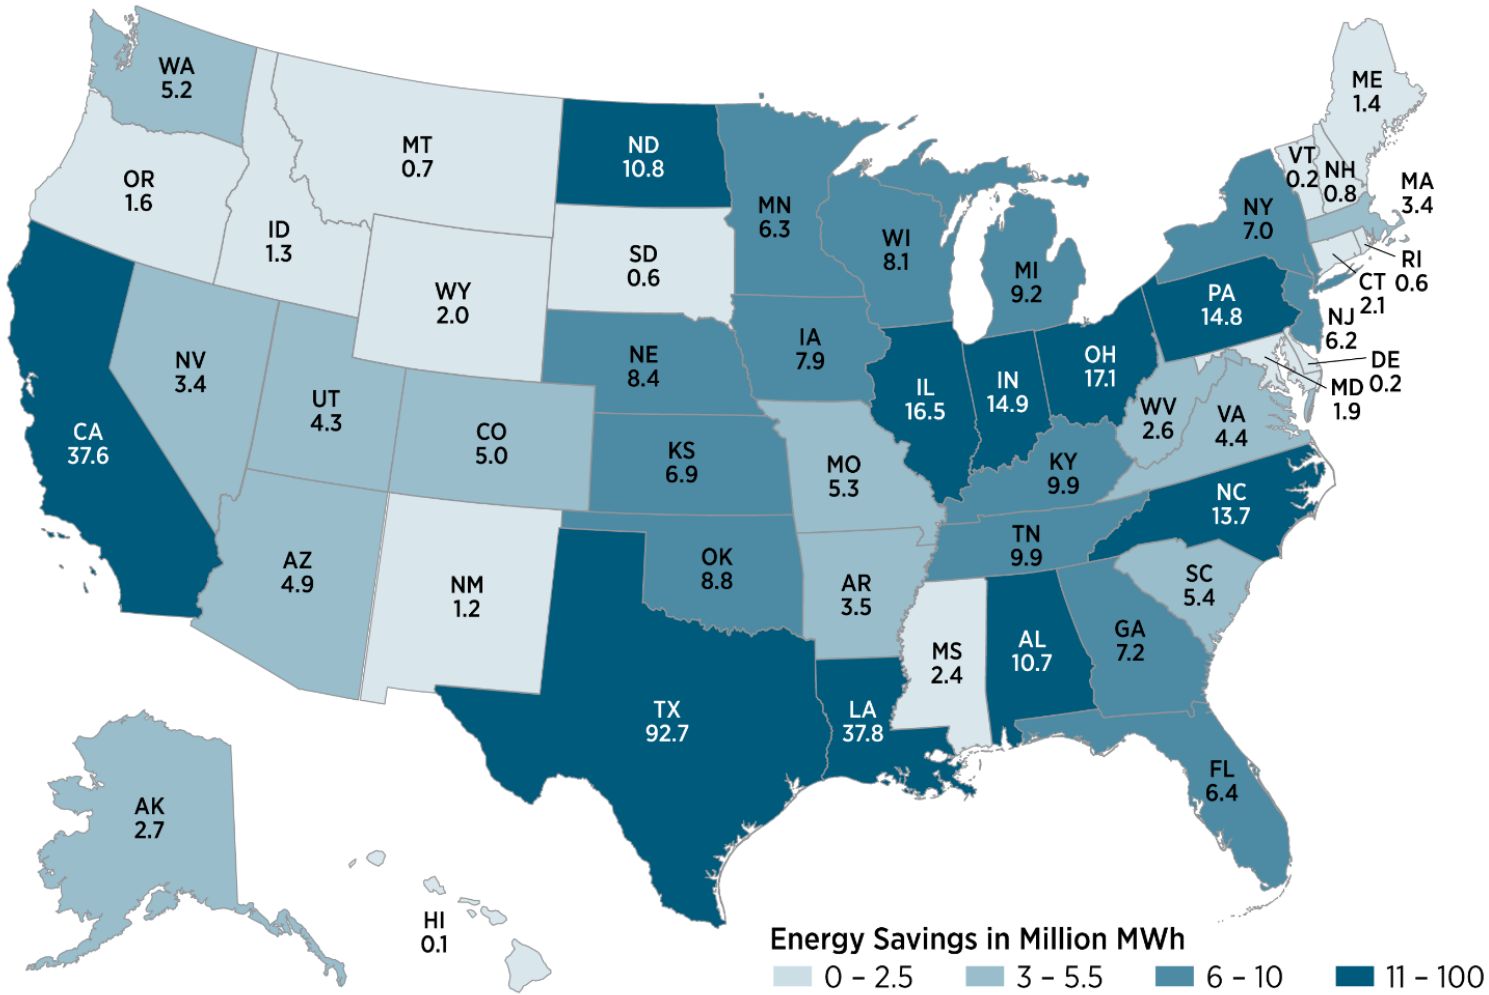 WA
5.2
OR
1.6
MT
0.7
ID
1.3
WY
2.0
ND
10.8
SD
0.6
MN
6.3
WI
8.1
MI
9.2
NY
7.0
VT
0.2
NH
0.8
ME
1.4
MA
3.4
RI
0.6
CT
2.1
NJ
6.2
DE
0.2
MD
1.9
PA
14.8
CA
37.6
NV
3.4
UT
4.3
CO
5.0
NE
8.4
IA
7.9
KS
6.9
MO
5.3
IL
16.5
IN
14.9
OH
17.1
WV
2.6
VA
4.4
KY
9.9
NC
13.7
TN
9.9
SC
5.4
AZ
4.9
NM
1.2
OK
8.8
AR
3.5
TX
92.7
LA
37.8
MS
2.4
AL
10.7
GA
7.2
FL
6.4
AK
2.7
HI
0.1
Energy Savings in Million MWh
0 – 2.5
3 – 5.5
6 – 10
11 – 100